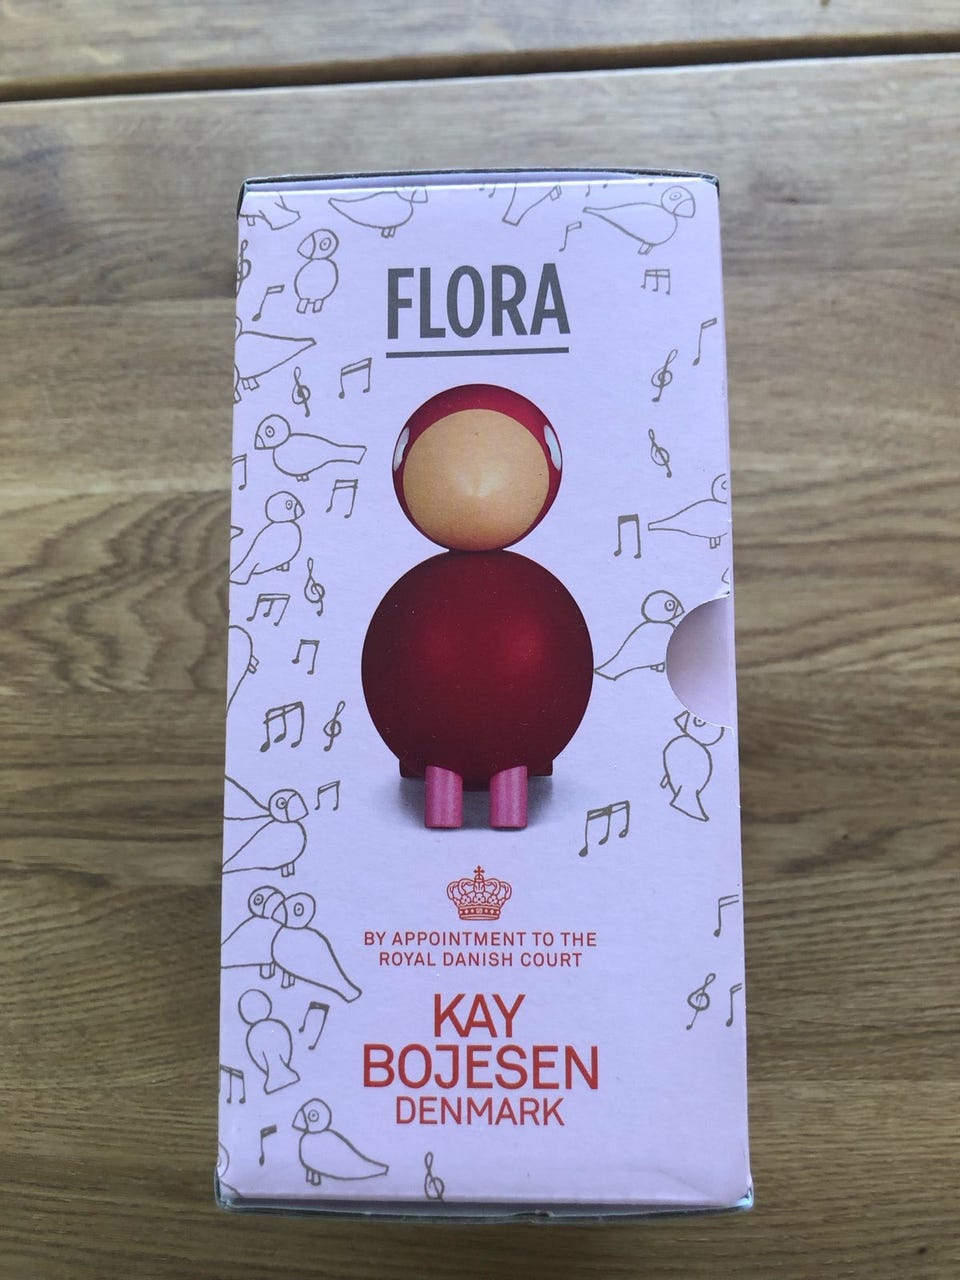 FLORA
BY APPOINTMENT TO THE
ROYAL DANISH COURT
KAY
BOJESEN
DENMARK